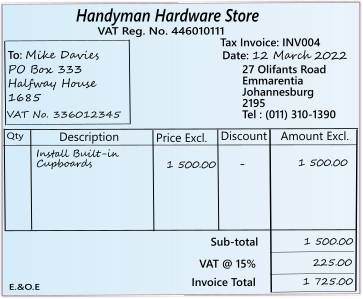 Handyman Hardware Store
VAT Reg. No. 446010111
Tax Invoice: INV004
To: Mike Davies
Date: 12 March 2022
PO Box 333
27 Olifants Road
Halfway House
Emmarentia
1685
Johannesburg
2195
VAT No. 336012345
Tel : (011) 310-1390
Qty Description Price Excl. Discount Amount Excl.
Install Built-in
Cupboards 1 500.00 - 1 500.00
Sub-total 1 500.00
VAT @ 15% 225.00
E.&O.E Invoice Total 1 725.00